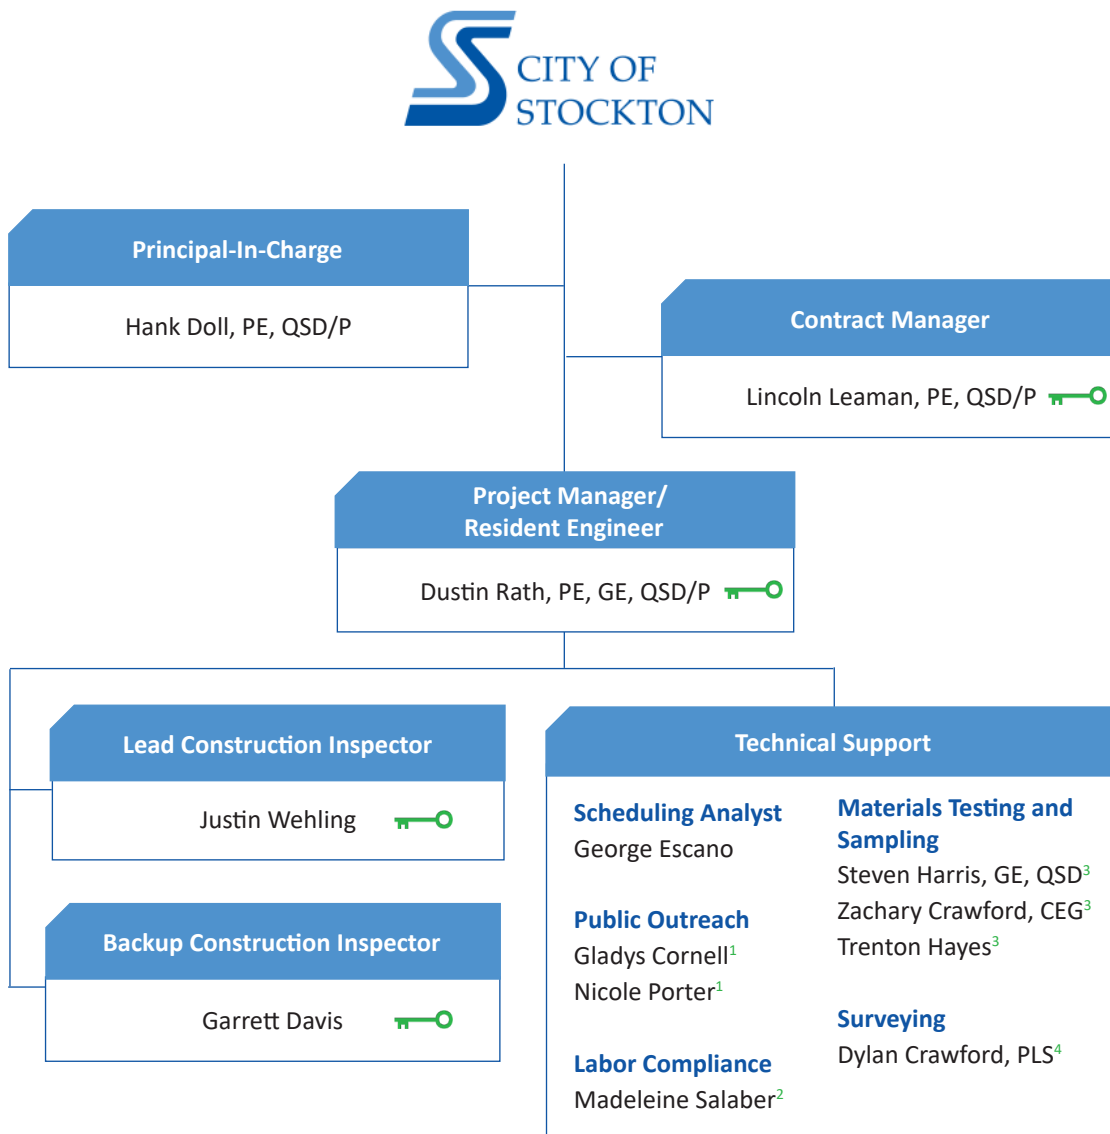 CITY OF
STOCKTON
Principal-In-Charge
Hank Doll, PE, QSD/P
Contract Manager
Lincoln Leaman, PE, QSD/P
Project Manager/
Resident Engineer
Dustin Rath, PE, GE, QSD/P
Lead Construction Inspector
Justin Wehling
Backup Construction Inspector
Garrett Davis
Technical Support
Scheduling Analyst
George Escano
Public Outreach
Gladys Cornell¹
Nicole Porter¹
Labor Compliance
Madeleine Salaber²
Materials Testing and
Sampling
Steven Harris, GE, QSD³
Zachary Crawford, CEG³
Trenton Hayes³
Surveying
Dylan Crawford, PLS⁴